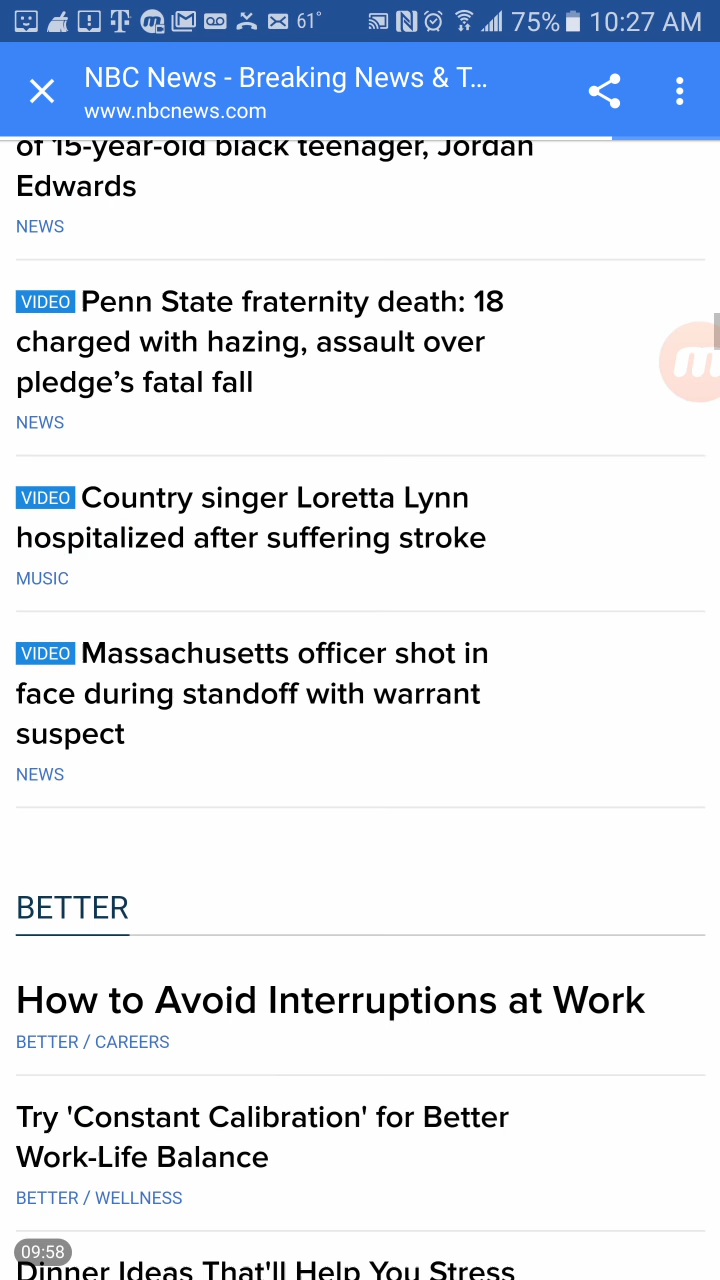 61°
75%
10:27 AM
NBC News - Breaking News & T...
www.nbcnews.com
of 15-year-old black teenager, Jordan
Edwards
NEWS
VIDEO Penn State fraternity death: 18
charged with hazing, assault over
pledge’s fatal fall
NEWS
VIDEO Country singer Loretta Lynn
hospitalized after suffering stroke
MUSIC
VIDEO Massachusetts officer shot in
face during standoff with warrant
suspect
NEWS
BETTER
How to Avoid Interruptions at Work
BETTER / CAREERS
Try 'Constant Calibration' for Better
Work-Life Balance
BETTER / WELLNESS
09:58
Dinner Ideas That'll Help You Stress